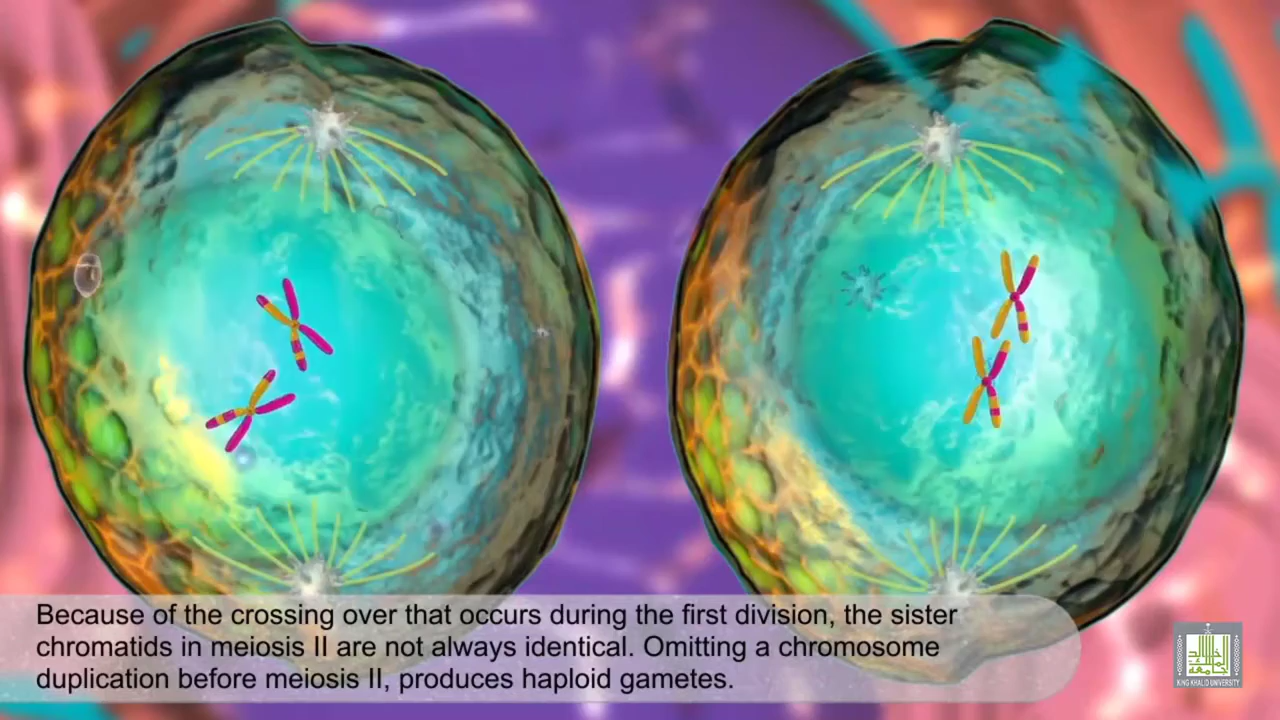 Because of the crossing over that occurs during the first division, the sister
chromatids in meiosis II are not always identical. Omitting a chromosome
duplication before meiosis II, produces haploid gametes.
KING KHALID UNIVERSITY